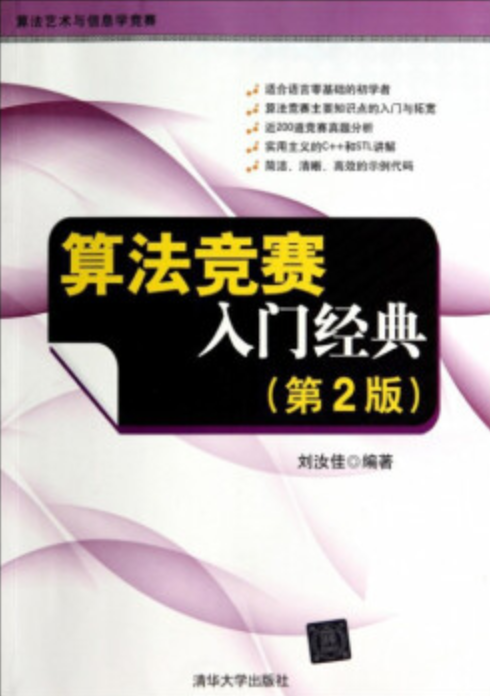 算法艺术与信息学竞赛
适合语言零基础的初学者
算法竞赛主要知识点的入门与拓宽
近200道竞赛真题分析
实用主义的C++和STL讲解
简洁、清晰、高效的示例代码
算法竞赛
入门经典
（第2版）
刘汝佳◎编著
清华大学出版社